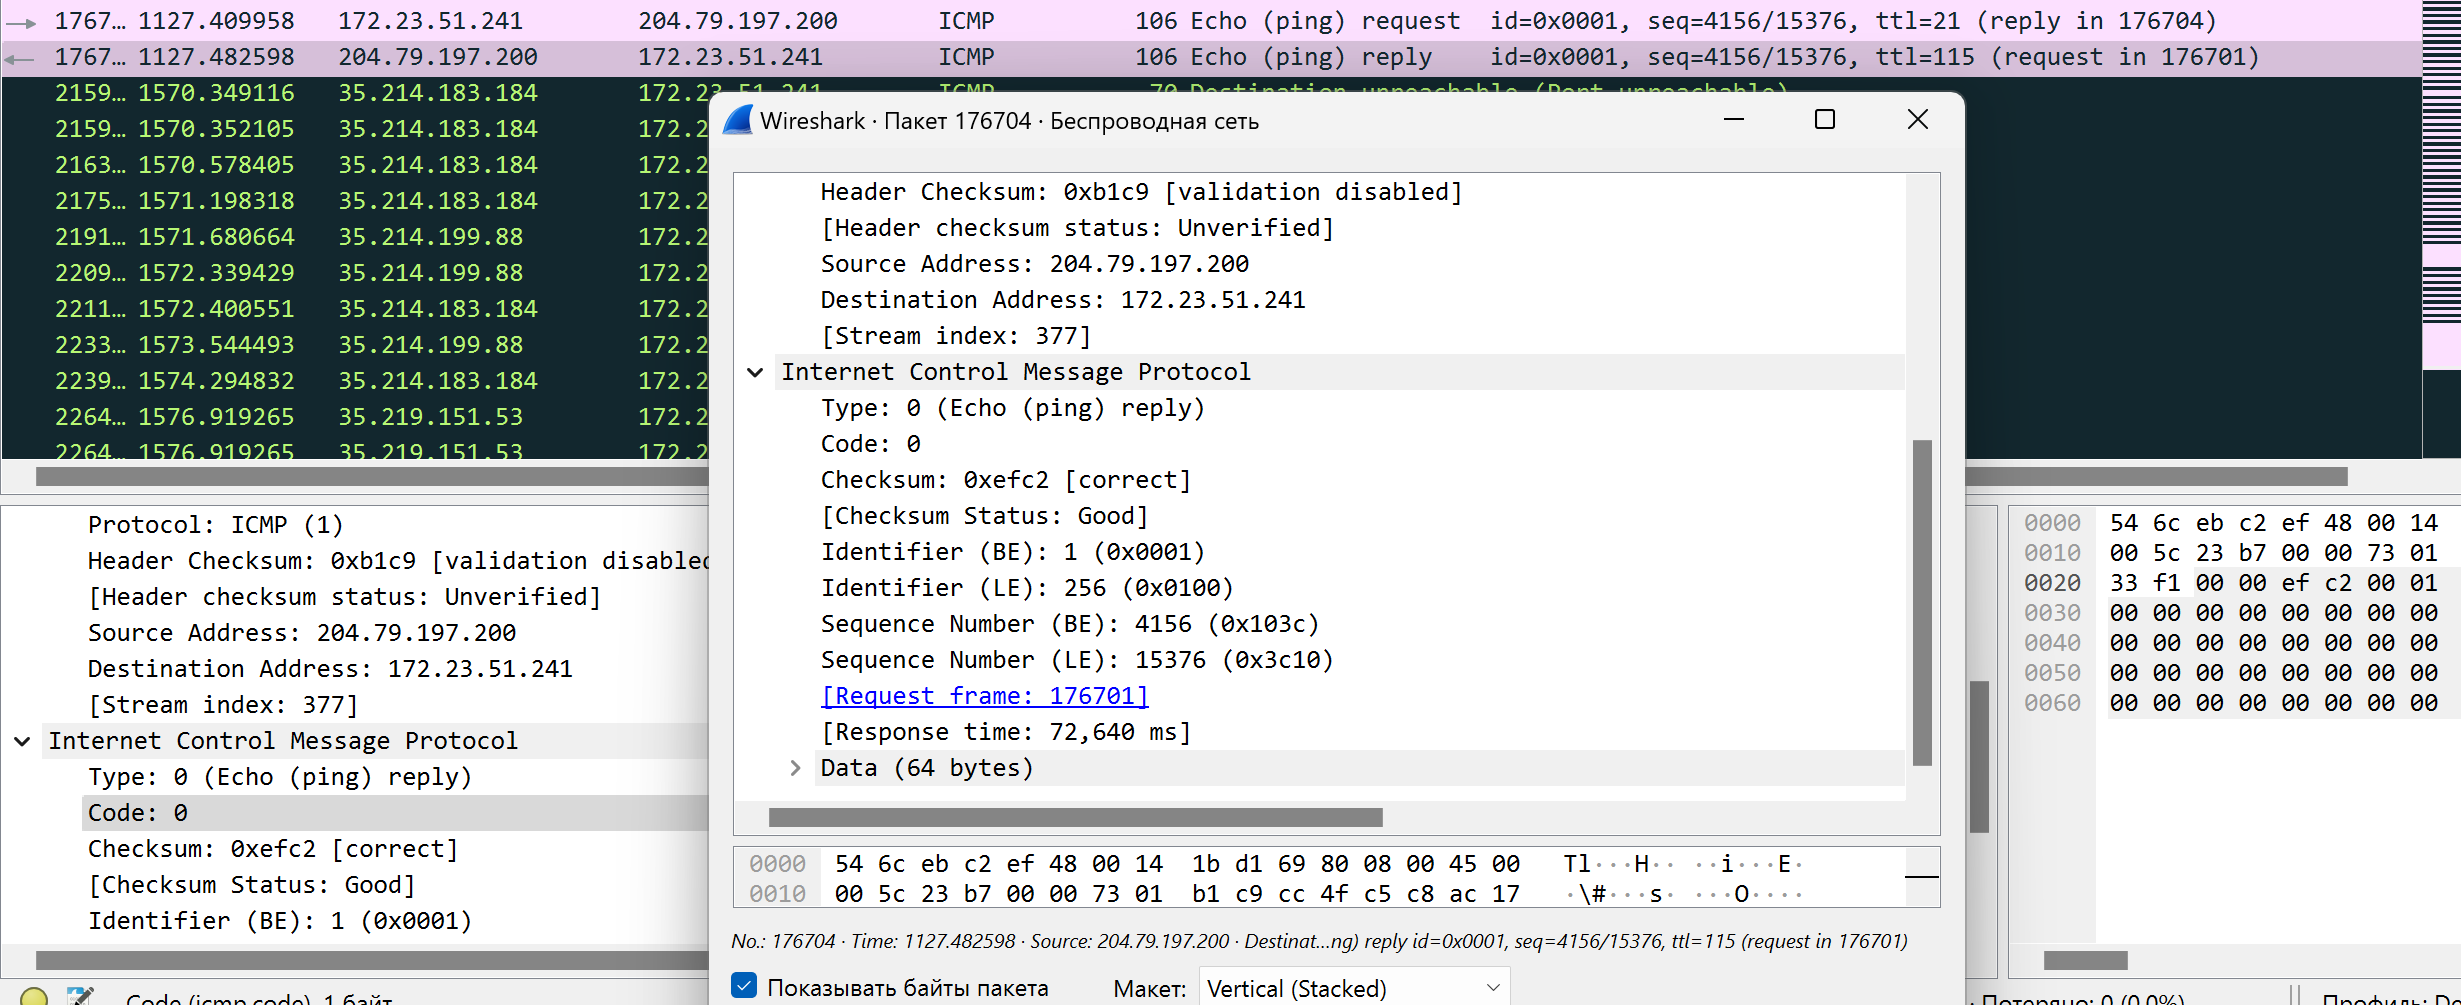 1767… 1127.409958 172.23.51.241 204.79.197.200 ICMP 106 Echo (ping) request id=0x0001, seq=4156/15376, ttl=21 (reply in 176704)
1767… 1127.482598 204.79.197.200 172.23.51.241 ICMP 106 Echo (ping) reply id=0x0001, seq=4156/15376, ttl=115 (request in 176701)
2159… 1570.349116 35.214.183.184 172.23.51.241 ICMP 70 Destination unreachable (Port unreachable)
2159… 1570.352105 35.214.183.184 172.2
2163… 1570.578405 35.214.183.184 172.2
2175… 1571.198318 35.214.183.184 172.2
2191… 1571.680664 35.214.199.88 172.2
2209… 1572.339429 35.214.199.88 172.2
2211… 1572.400551 35.214.183.184 172.2
2233… 1573.544493 35.214.199.88 172.2
2239… 1574.294832 35.214.183.184 172.2
2264… 1576.919265 35.219.151.53 172.2
2264… 1576.919265 35.219.151.53 172.2
Protocol: ICMP (1)
Header Checksum: 0xb1c9 [validation disabled
[Header checksum status: Unverified]
Source Address: 204.79.197.200
Destination Address: 172.23.51.241
[Stream index: 377]
Internet Control Message Protocol
Type: 0 (Echo (ping) reply)
Code: 0
Checksum: 0xefc2 [correct]
[Checksum Status: Good]
Identifier (BE): 1 (0x0001)
Code (icmp.code), 1 байт
Wireshark · Пакет 176704 · Беспроводная сеть
Header Checksum: 0xb1c9 [validation disabled]
[Header checksum status: Unverified]
Source Address: 204.79.197.200
Destination Address: 172.23.51.241
[Stream index: 377]
Internet Control Message Protocol
Type: 0 (Echo (ping) reply)
Code: 0
Checksum: 0xefc2 [correct]
[Checksum Status: Good]
Identifier (BE): 1 (0x0001)
Identifier (LE): 256 (0x0100)
Sequence Number (BE): 4156 (0x103c)
Sequence Number (LE): 15376 (0x3c10)
[Request frame: 176701]
[Response time: 72,640 ms]
Data (64 bytes)
0000 54 6c eb c2 ef 48 00 14 1b d1 69 80 08 00 45 00 Tl···H·· ··i···E·
0010 00 5c 23 b7 00 00 73 01 b1 c9 cc 4f c5 c8 ac 17 ·\#···s· ···O····
No.: 176704 · Time: 1127.482598 · Source: 204.79.197.200 · Destinat...ng) reply id=0x0001, seq=4156/15376, ttl=115 (request in 176701)
Показывать байты пакета Макет: Vertical (Stacked)
0000 54 6c eb c2 ef 48 00 14
0010 00 5c 23 b7 00 00 73 01
0020 33 f1 00 00 ef c2 00 01
0030 00 00 00 00 00 00 00 00
0040 00 00 00 00 00 00 00 00
0050 00 00 00 00 00 00 00 00
0060 00 00 00 00 00 00 00 00
· Потеряно: 0 (0.0%) Профиль: De